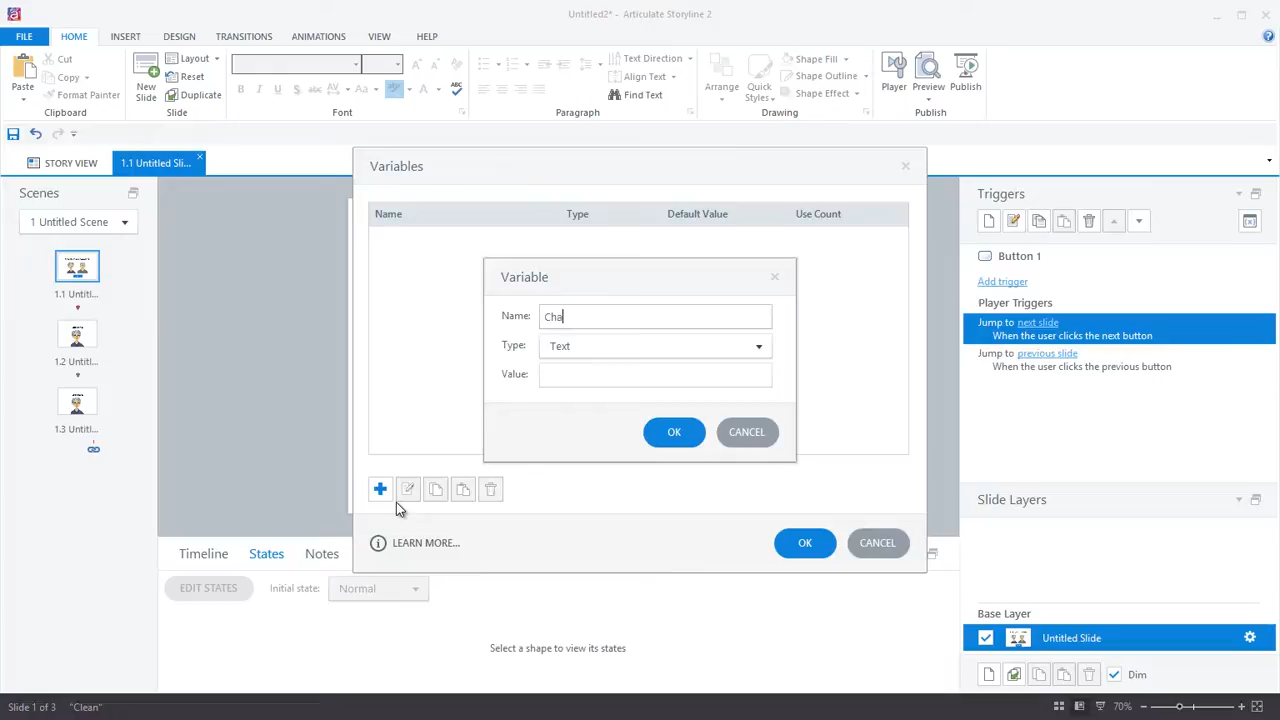 Untitled2* - Articulate Storyline 2
FILE HOME INSERT DESIGN TRANSITIONS ANIMATIONS VIEW HELP
Paste
Cut
Copy
Format Painter
Clipboard
New Slide
Layout
Reset
Duplicate
Slide
B I U S abc AV Aa A
Font
Text Direction
Align Text
Find Text
Paragraph
Arrange
Quick Styles
Shape Fill
Shape Outline
Shape Effect
Drawing
Player
Preview
Publish
Publish
STORY VIEW
1.1 Untitled Sli...
Scenes
1 Untitled Scene
1.1 Untitl...
1.2 Untitl...
1.3 Untitl...
Variables
Name Type Default Value Use Count
Variable
Name: Cha
Type: Text
Value:
OK CANCEL
LEARN MORE...
OK CANCEL
Timeline States Notes
EDIT STATES Initial state: Normal
Select a shape to view its states
Triggers
Button 1
Add trigger
Player Triggers
Jump to next slide
When the user clicks the next button
Jump to previous slide
When the user clicks the previous button
Slide Layers
Base Layer
Untitled Slide
Dim
Slide 1 of 3 "Clean" 70%